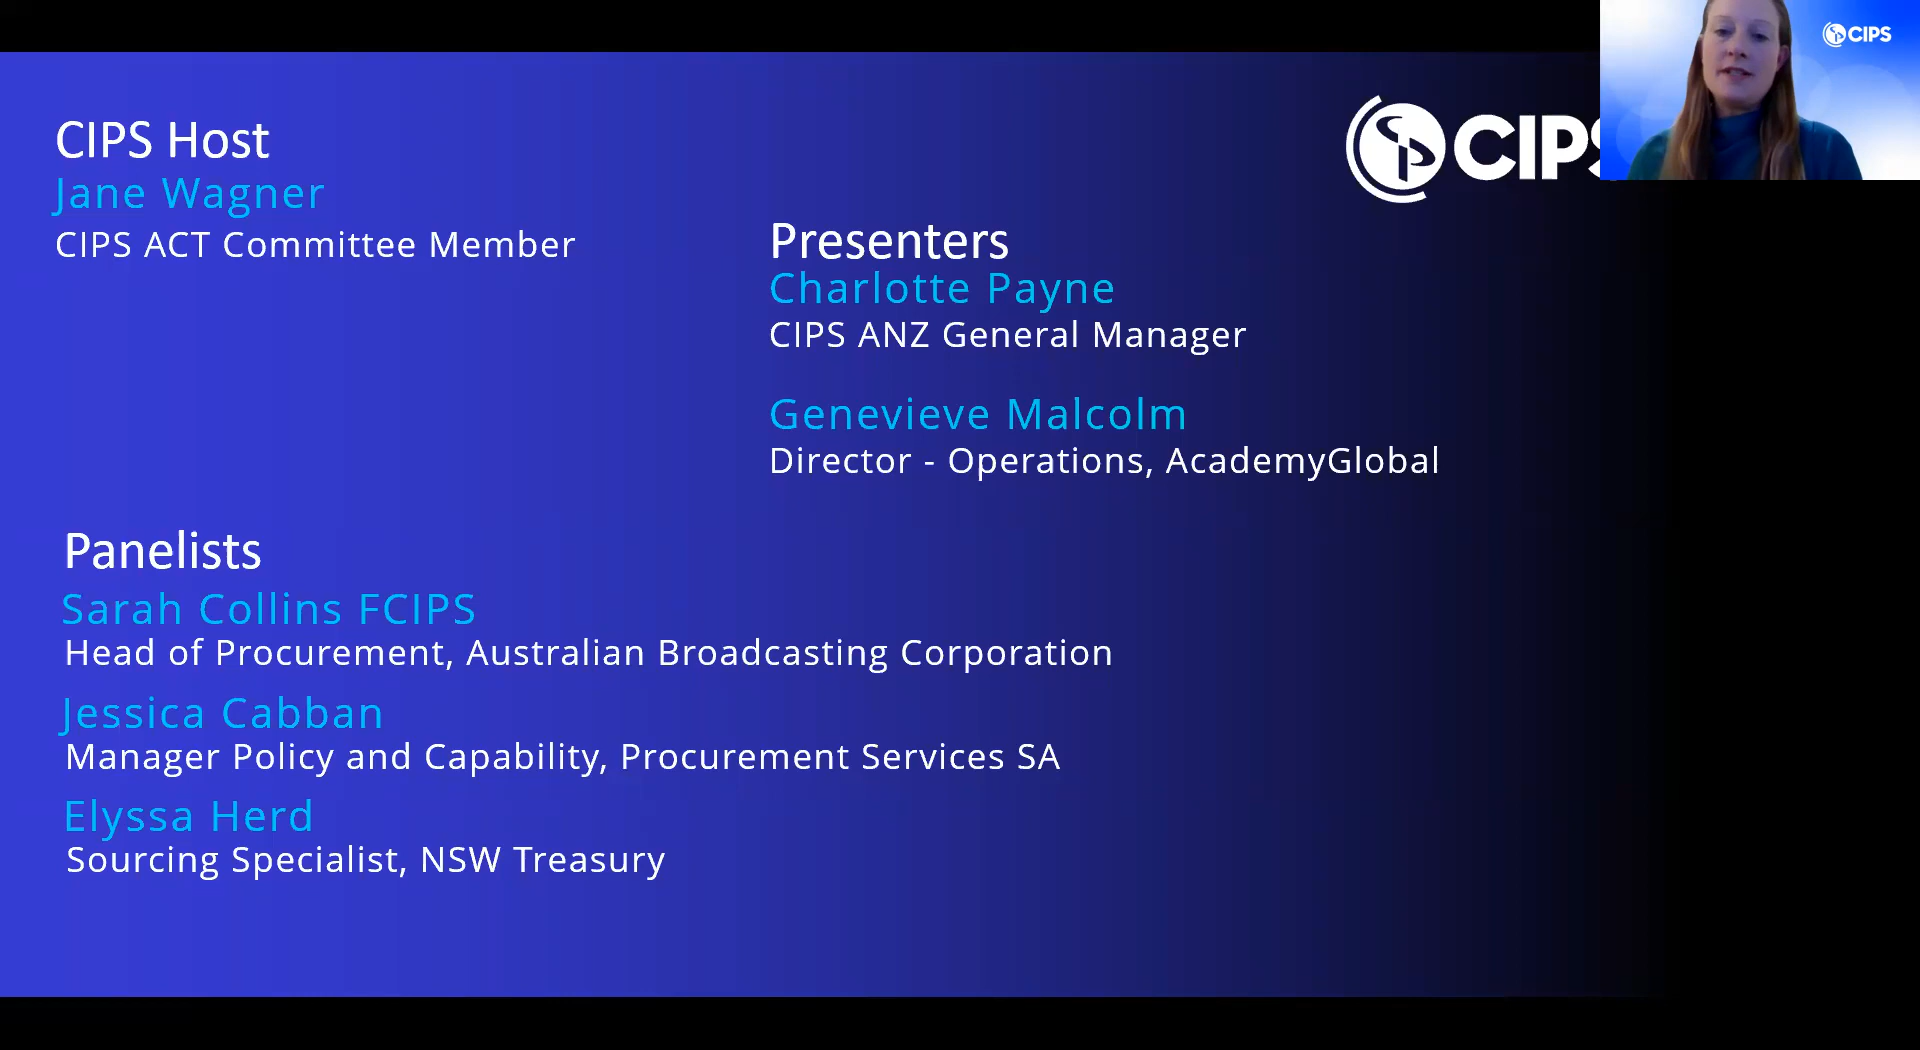 CIPS Host
Jane Wagner
CIPS ACT Committee Member
CIPS
CIPS
Presenters
Charlotte Payne
CIPS ANZ General Manager
Genevieve Malcolm
Director - Operations, AcademyGlobal
Panelists
Sarah Collins FCIPS
Head of Procurement, Australian Broadcasting Corporation
Jessica Cabban
Manager Policy and Capability, Procurement Services SA
Elyssa Herd
Sourcing Specialist, NSW Treasury